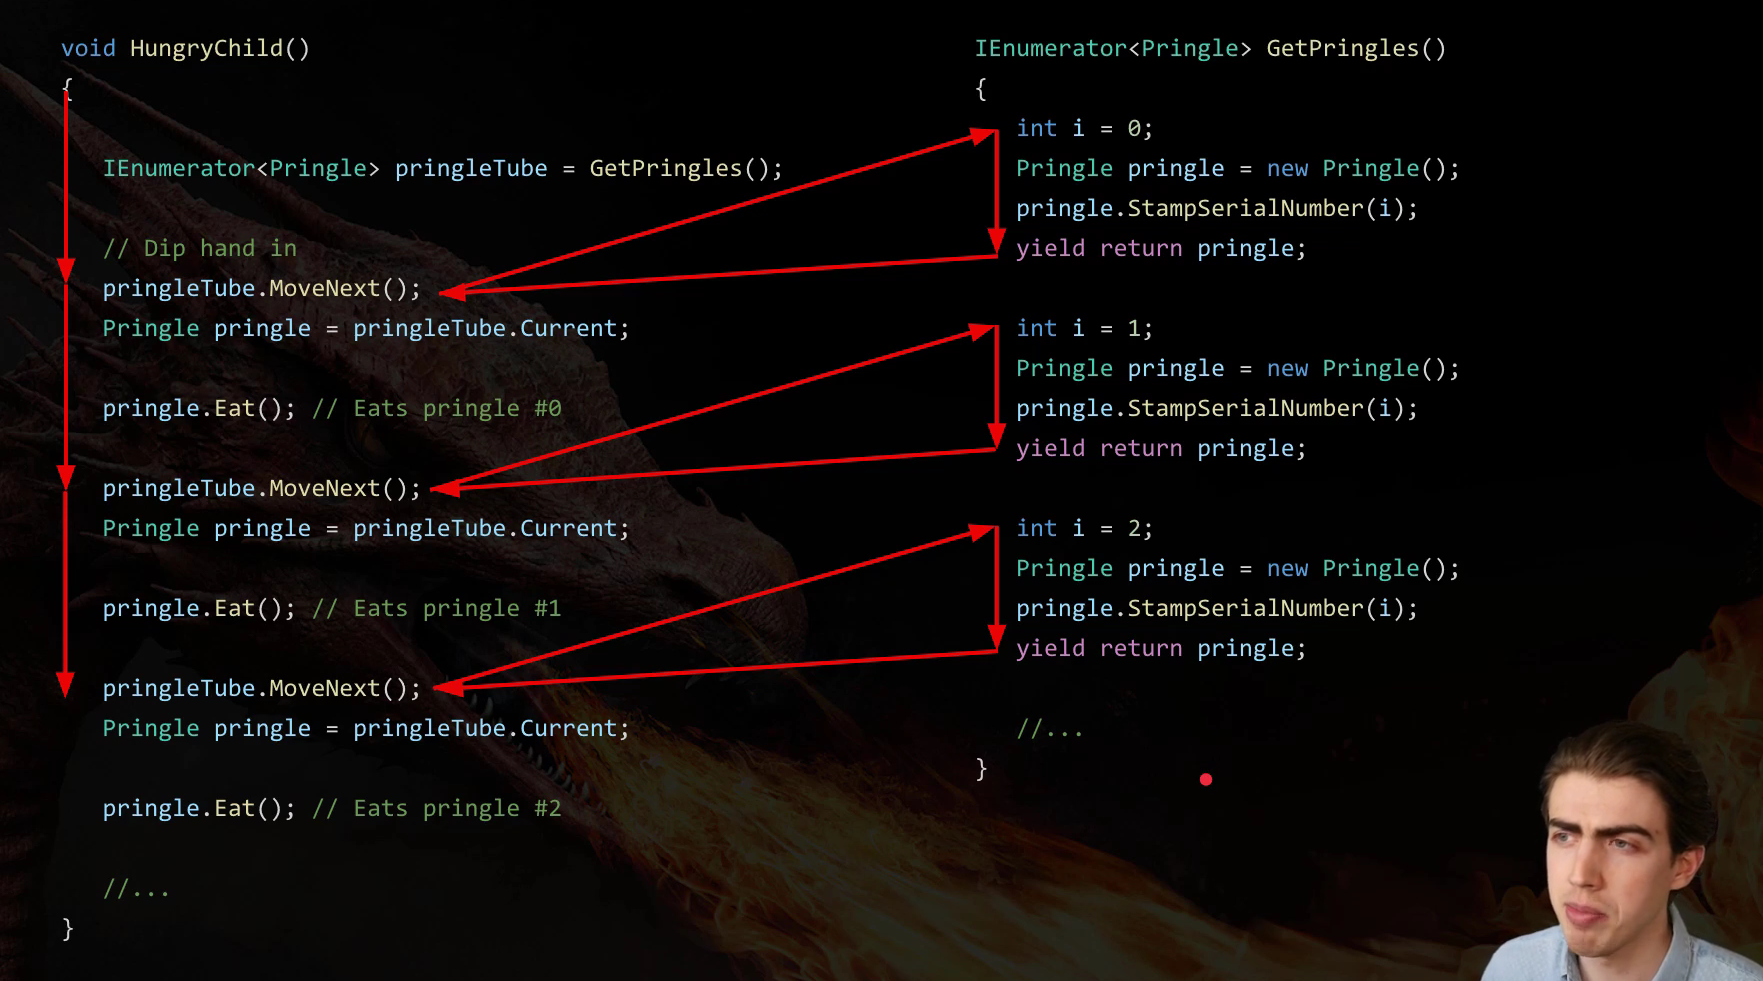 void HungryChild()
{
IEnumerator<Pringle> pringleTube = GetPringles();
// Dip hand in
pringleTube.MoveNext();
Pringle pringle = pringleTube.Current;
pringle.Eat(); // Eats pringle #0
pringleTube.MoveNext();
Pringle pringle = pringleTube.Current;
pringle.Eat(); // Eats pringle #1
pringleTube.MoveNext();
Pringle pringle = pringleTube.Current;
pringle.Eat(); // Eats pringle #2
//...
}
IEnumerator<Pringle> GetPringles()
{
int i = 0;
Pringle pringle = new Pringle();
pringle.StampSerialNumber(i);
yield return pringle;
int i = 1;
Pringle pringle = new Pringle();
pringle.StampSerialNumber(i);
yield return pringle;
int i = 2;
Pringle pringle = new Pringle();
pringle.StampSerialNumber(i);
yield return pringle;
//...
}